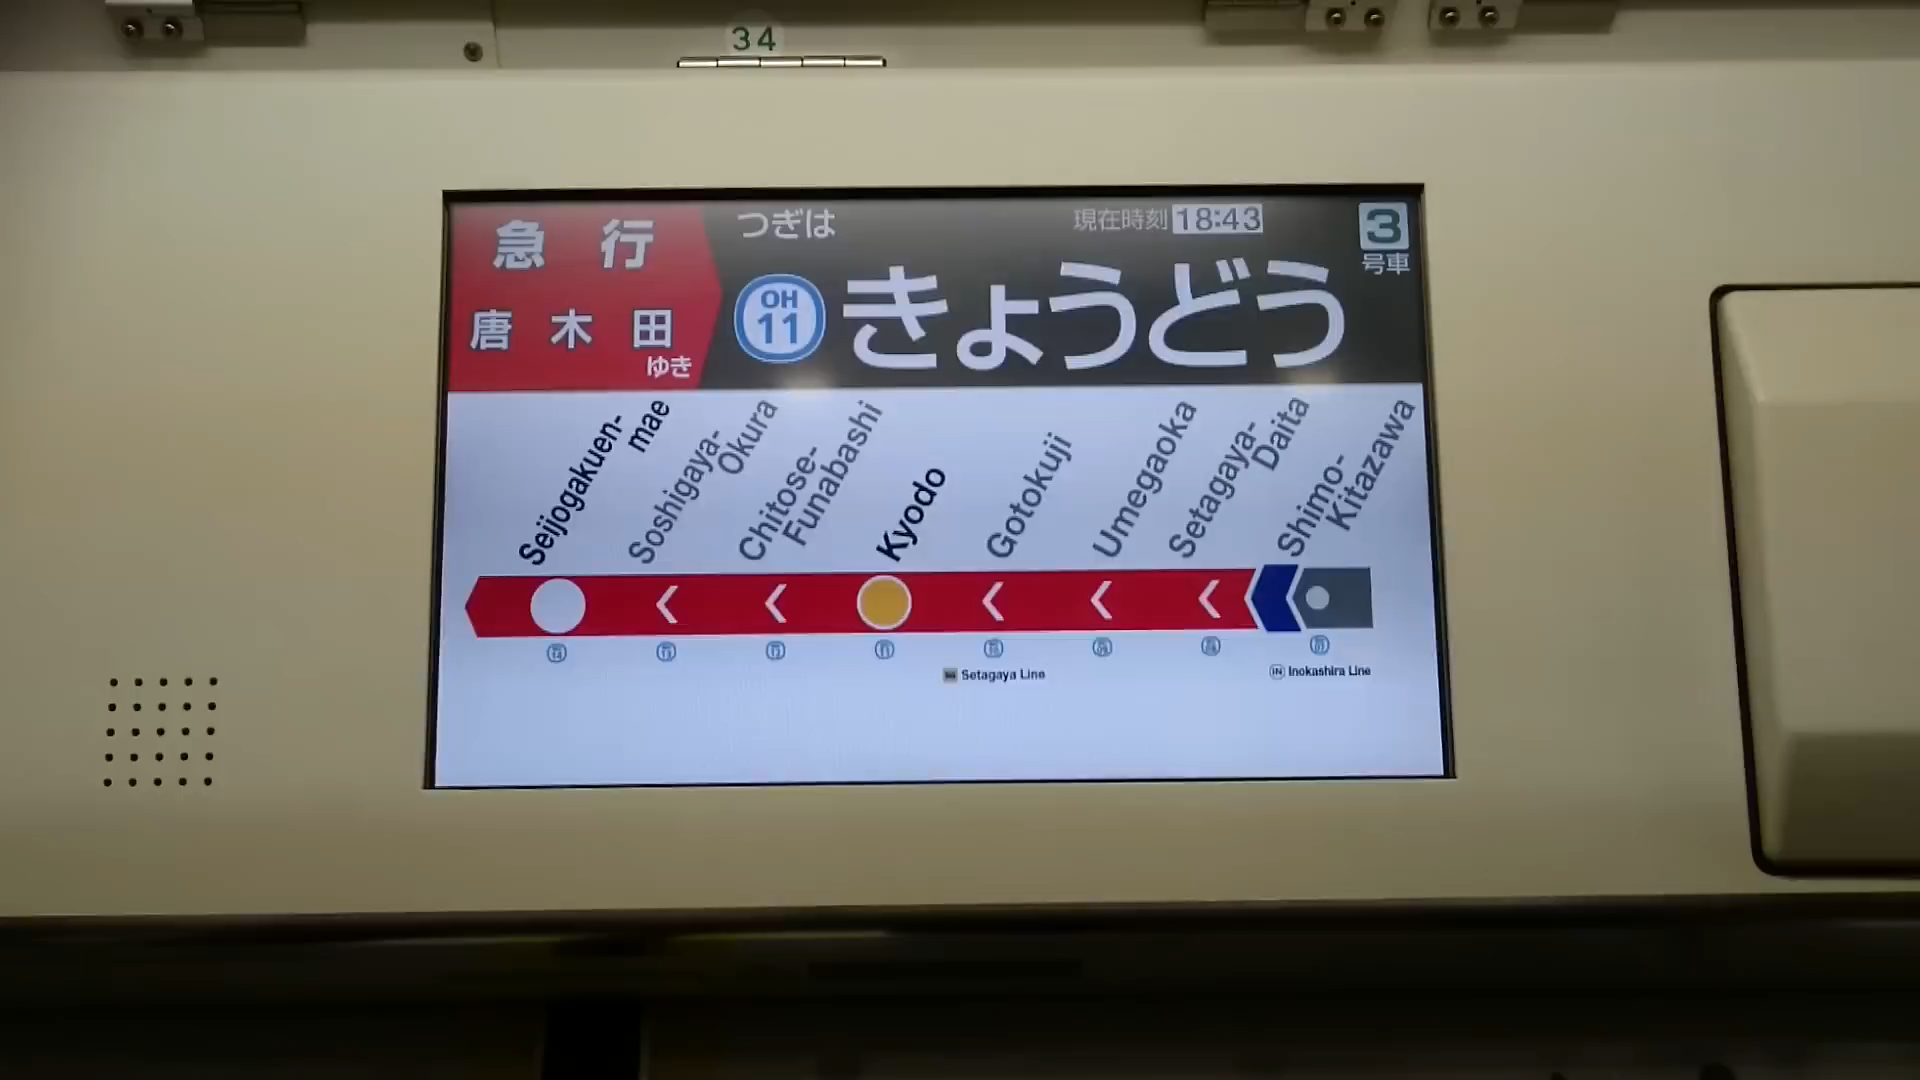 34
急行
唐木田
ゆき
つぎは
現在時刻 18:43
3
号車
OH
11
きょうどう
Seijogakuen-
mae
Soshigaya-
Okura
Chitose-
Funabashi
Kyodo
Gotokuji
Umegaoka
Setagaya-
Daita
Shimo-
Kitazawa
Setagaya Line
IN Inokashira Line